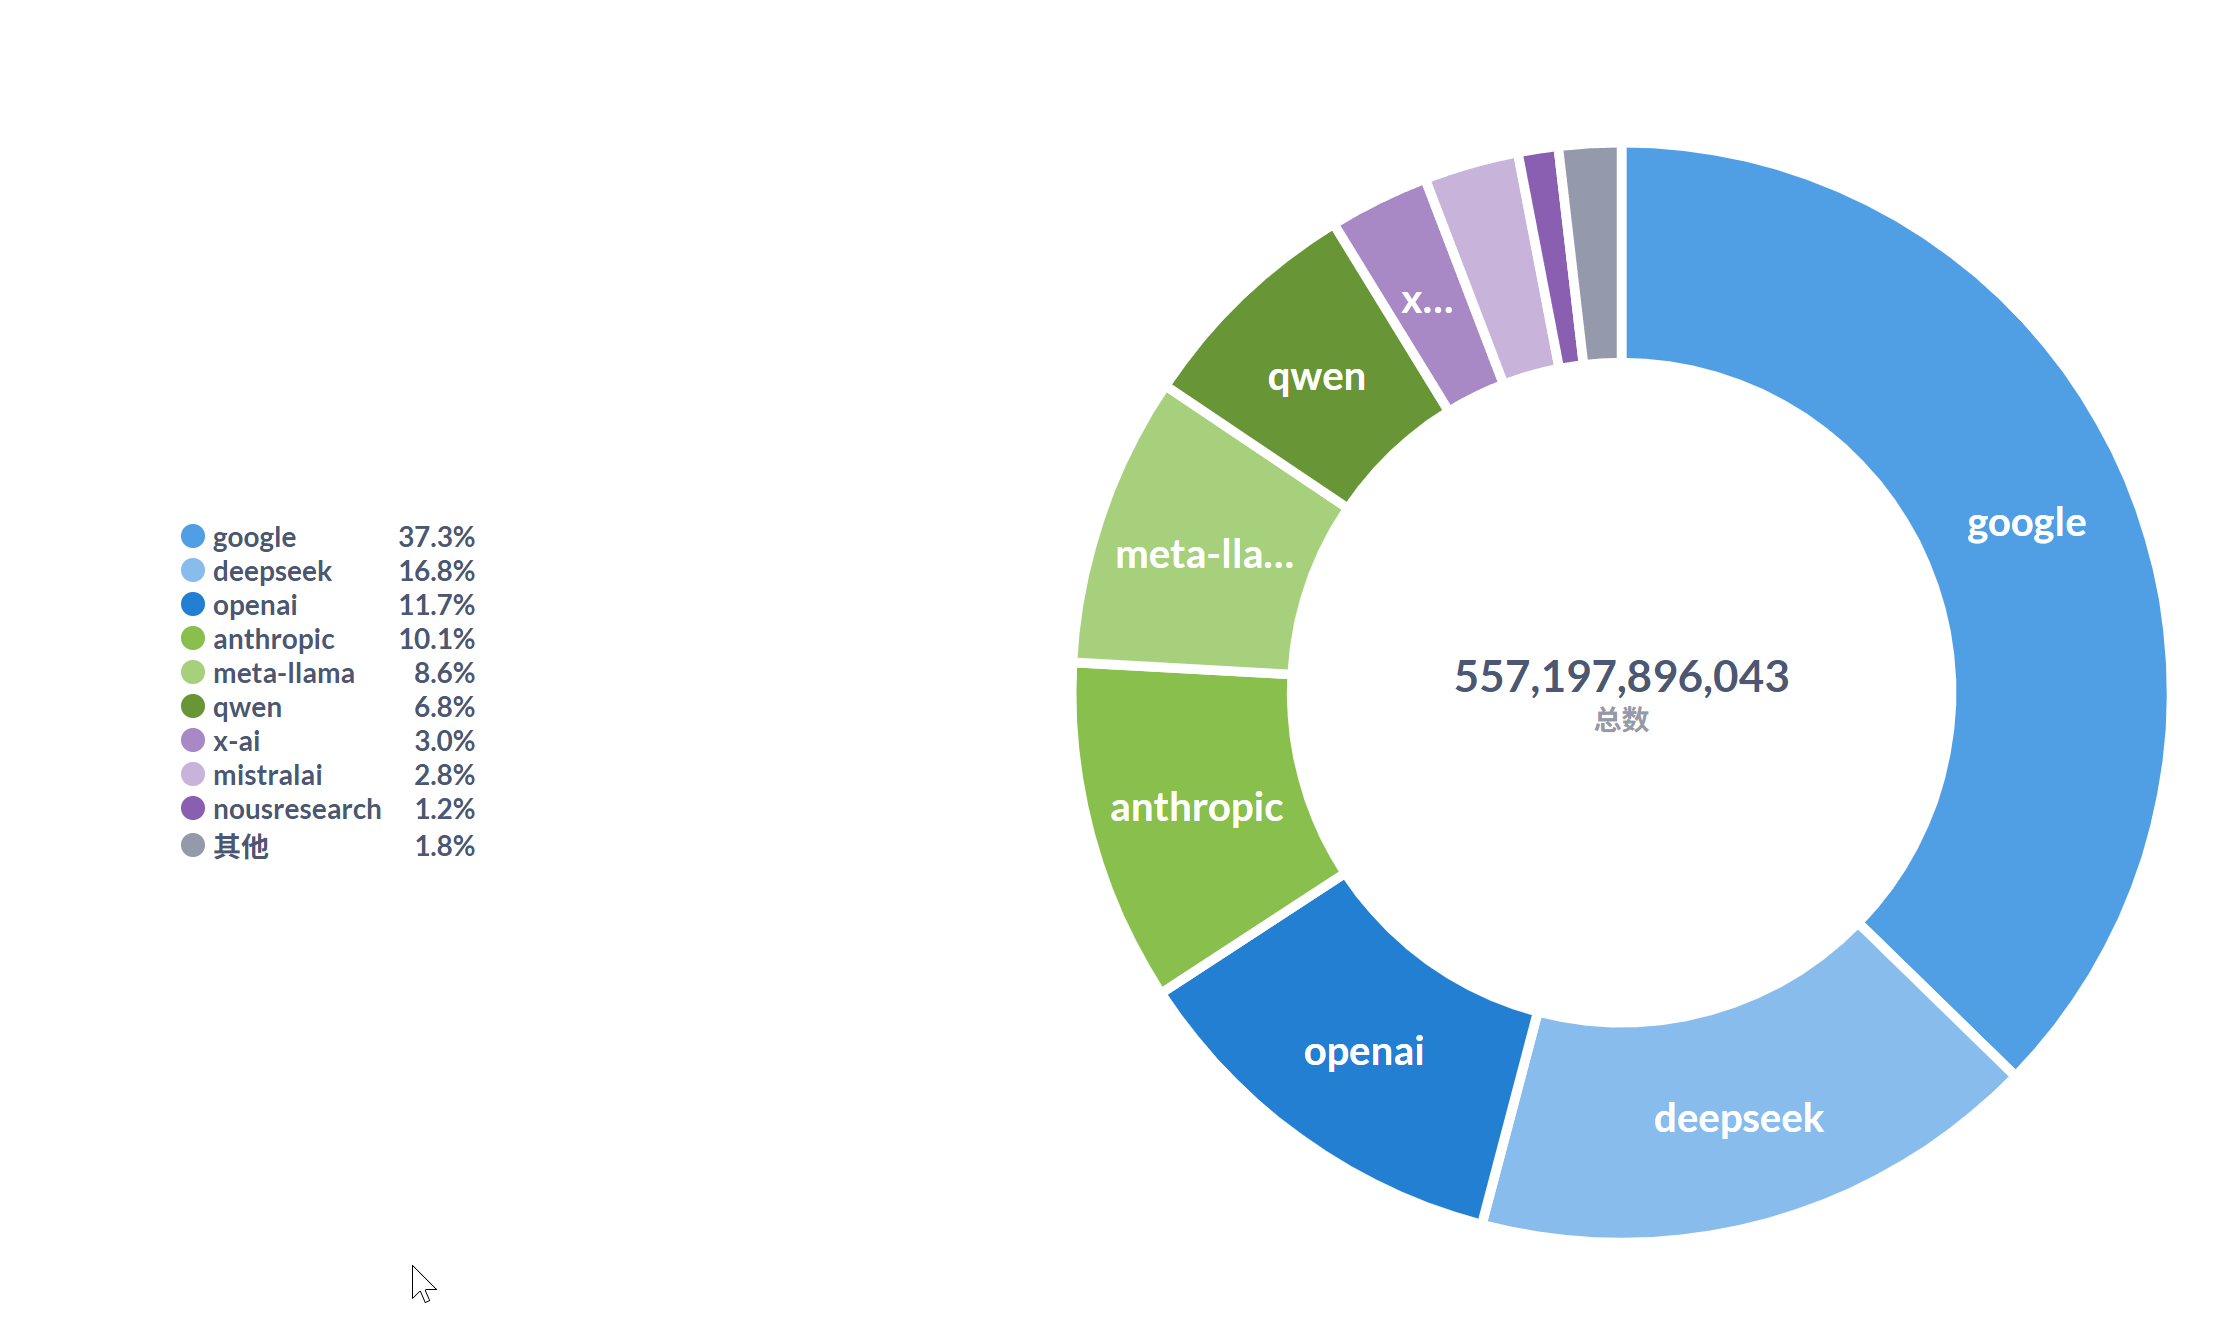 google 37.3%
deepseek 16.8%
openai 11.7%
anthropic 10.1%
meta-llama 8.6%
qwen 6.8%
x-ai 3.0%
mistralai 2.8%
nousresearch 1.2%
其他 1.8%
x...
qwen
google
meta-lla...
557,197,896,043
总数
anthropic
openai
deepseek